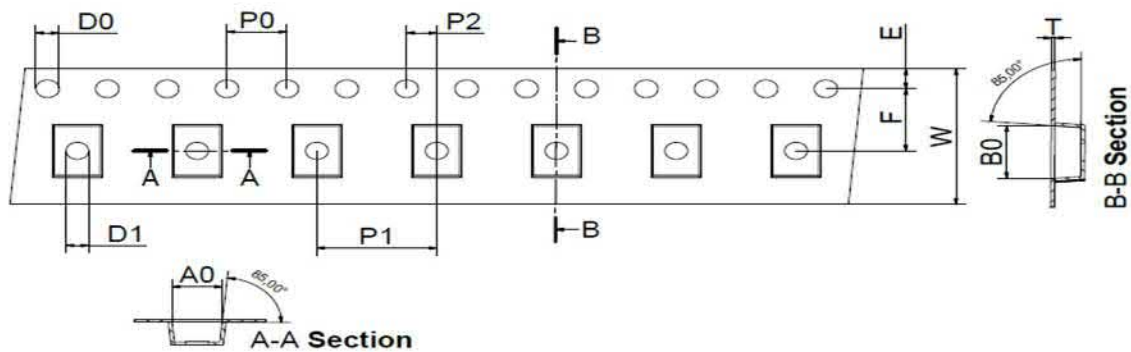 D0
P0
P2
B
E
T
85,00°
F
W
B0
B-B Section
A
A
D1
P1
B
A0
85,00°
A-A Section